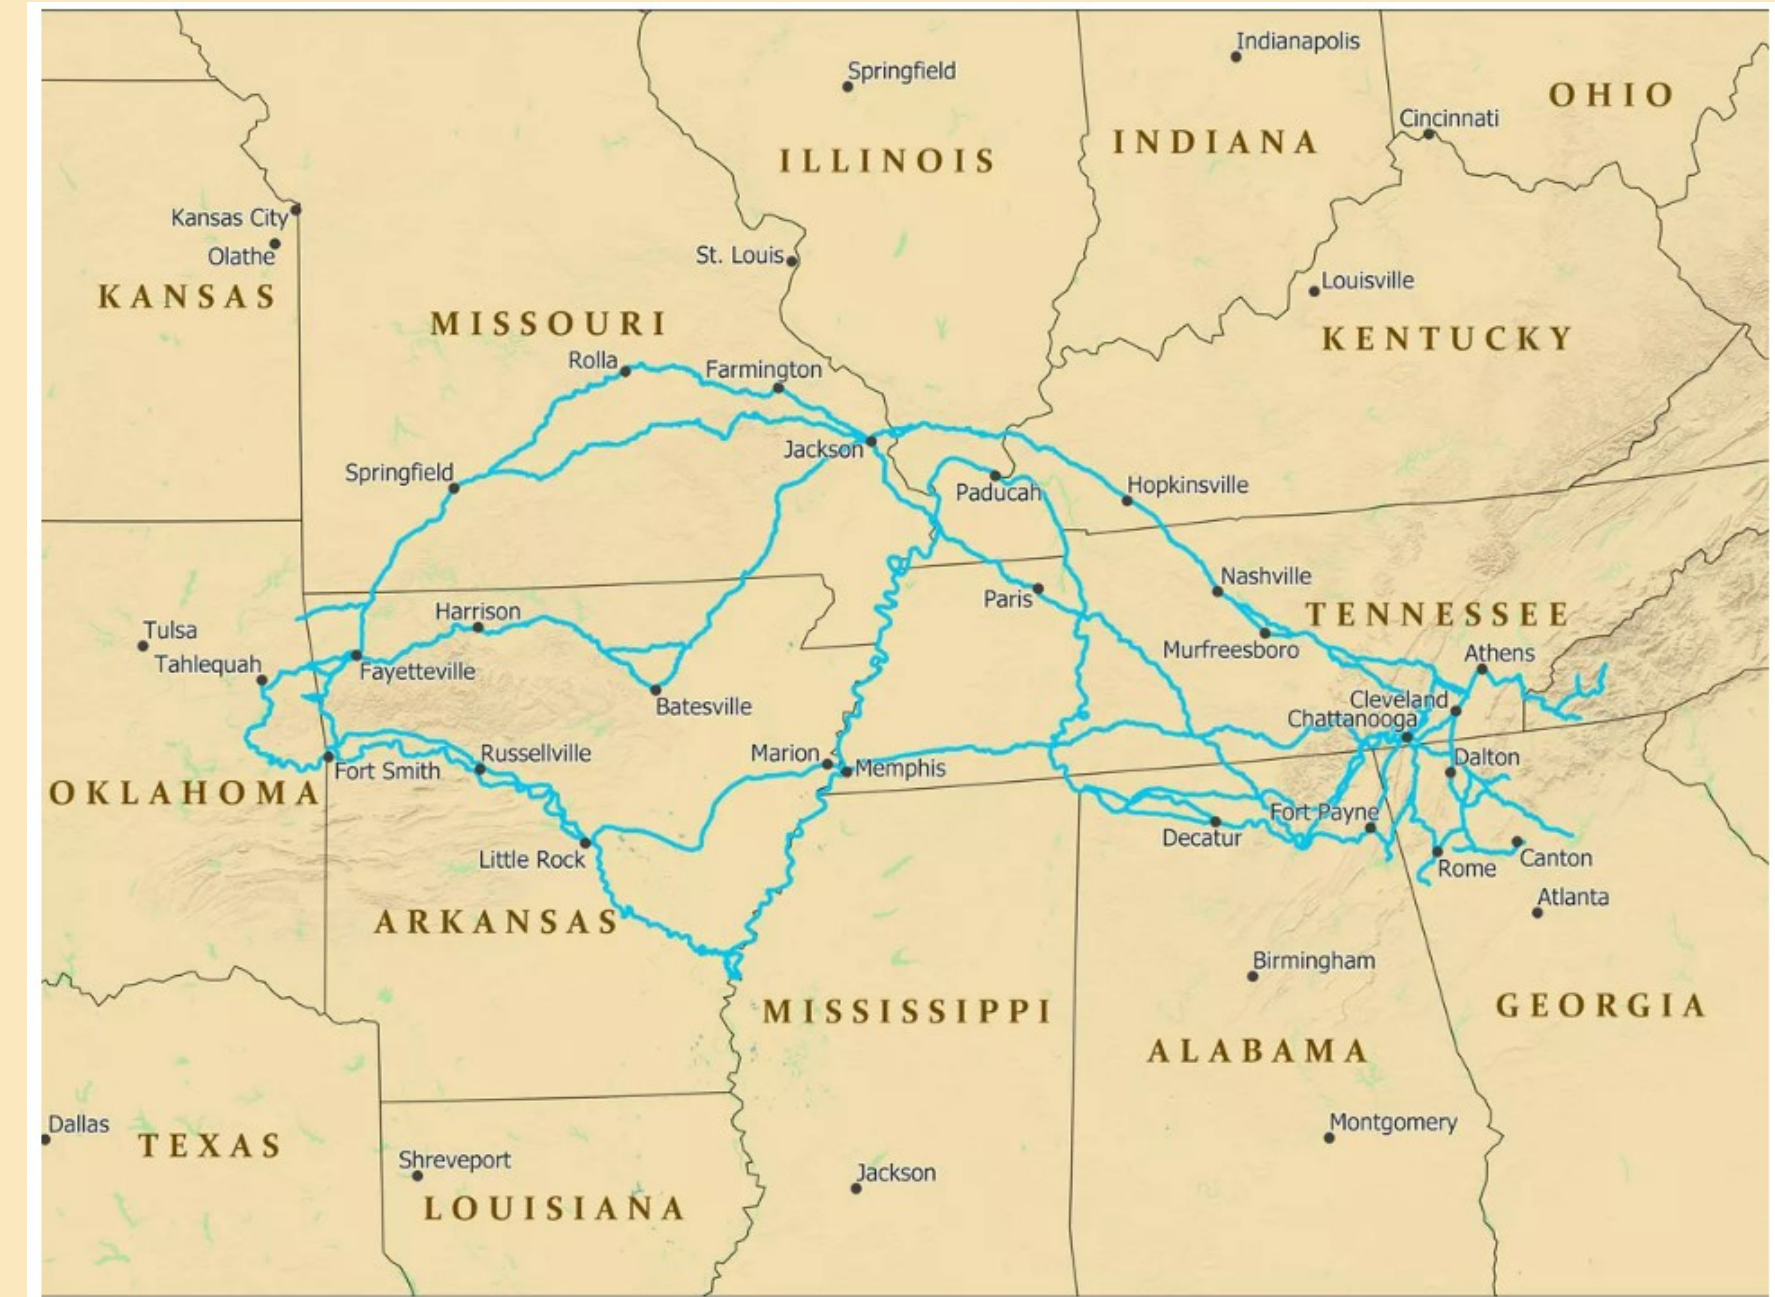 Indianapolis
Springfield
OHIO
Cincinnati
INDIANA
ILLINOIS
Kansas City
Olathe
St. Louis
Louisville
KANSAS
MISSOURI
KENTUCKY
Rolla
Farmington
Jackson
Springfield
Paducah
Hopkinsville
Nashville
Paris
TENNESSEE
Harrison
Tulsa
Tahlequah
Fayetteville
Murfreesboro
Athens
Batesville
Cleveland
Chattanooga
Russellville
Marion
Memphis
Dalton
Fort Smith
OKLAHOMA
Fort Payne
Decatur
Little Rock
Rome
Canton
Atlanta
ARKANSAS
Birmingham
MISSISSIPPI
GEORGIA
ALABAMA
Dallas
TEXAS
Montgomery
Shreveport
Jackson
LOUISIANA